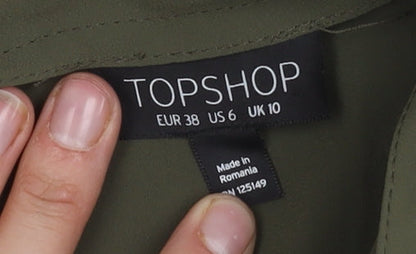 TOPSHOP
EUR 38 US 6 UK 10
Made in
Romania
125149